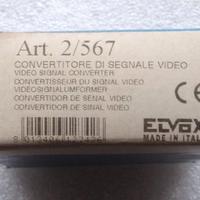 Art. 2/567
CONVERTITORE DI SEGNALE VIDEO
VIDEO SIGNAL CONVERTER
CONVERTISSEUR DU SIGNAL VIDEO
VIDEOSIGNALUMFORMER
CONVERTIDOR DE SEÑAL VIDEO
CONVERTIDOR DE SINAL VIDEO
CE
ELVOX
MADE IN ITALY